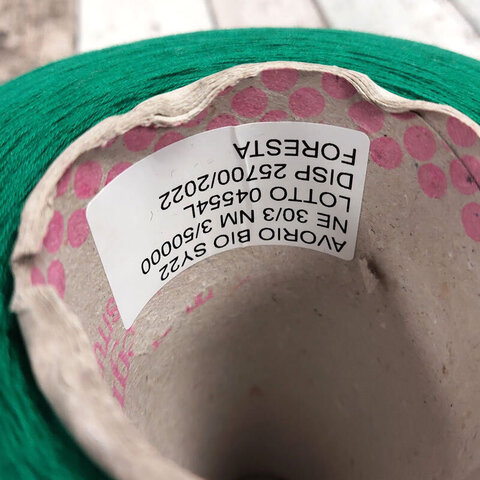 AVORIO BIO SY22
NE 30/3 NM 3/50000
LOTTO 04554L
DISP 25700/2022
FORESTA